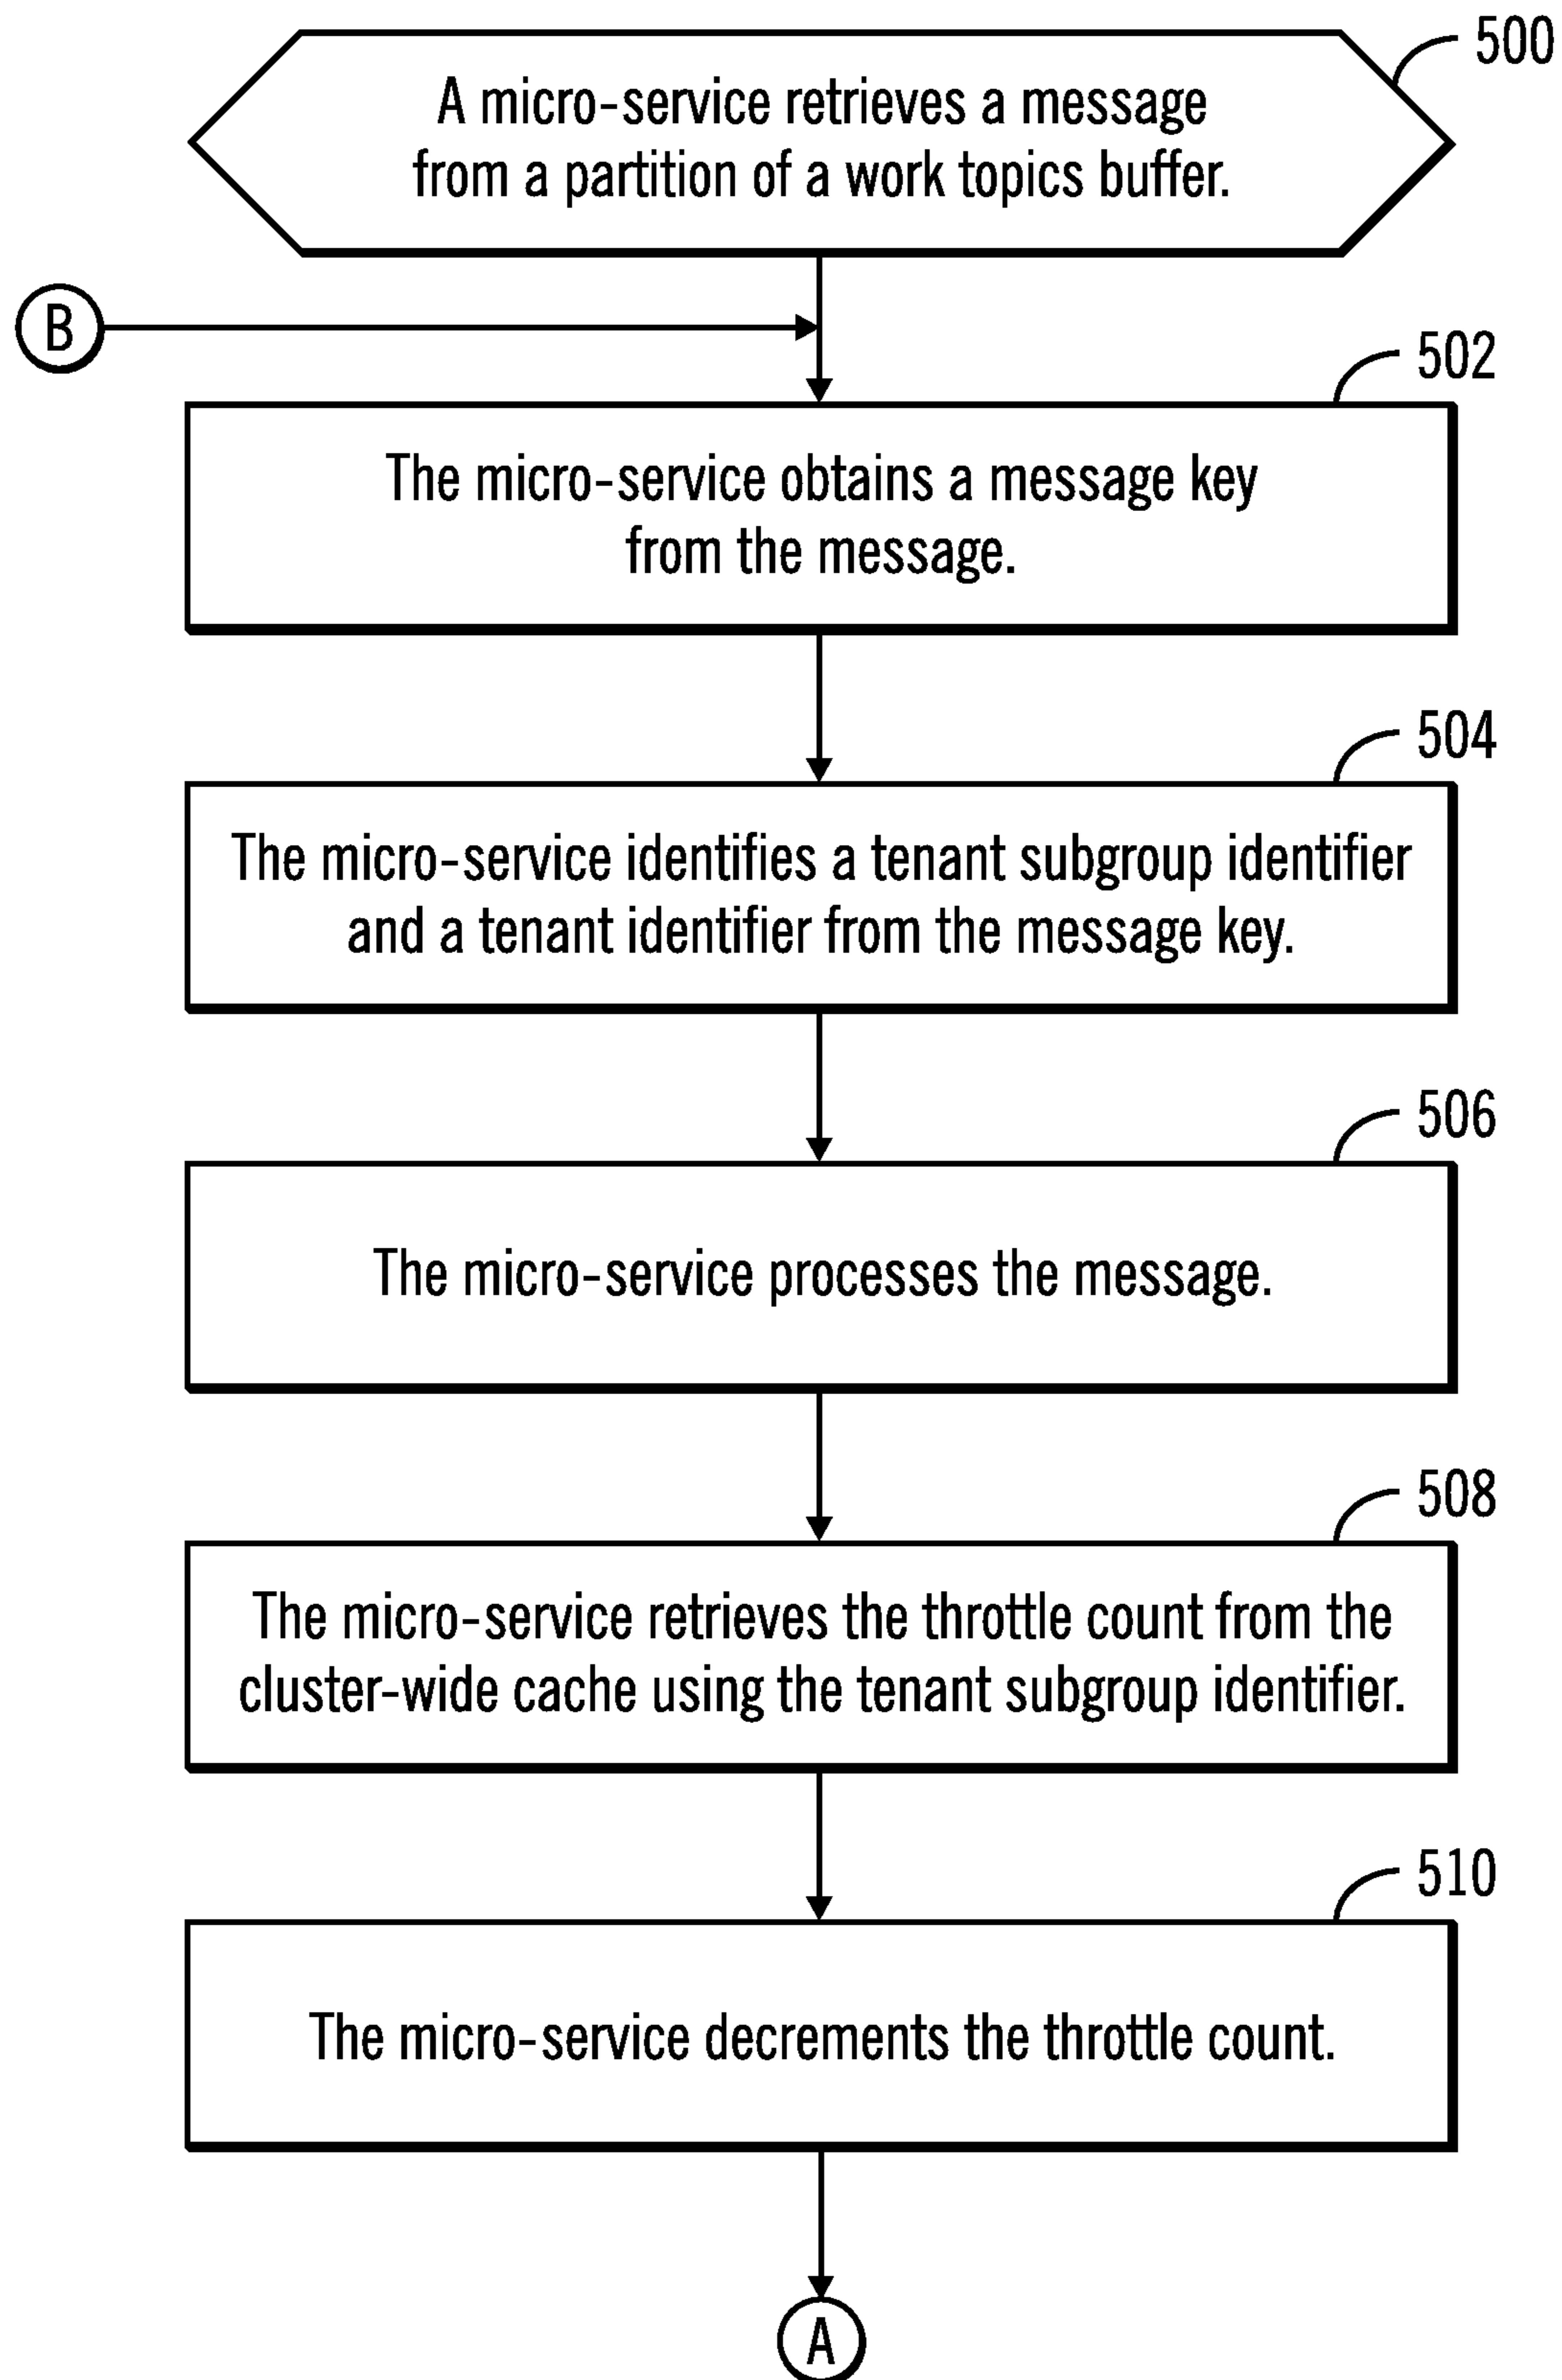 500
A micro-service retrieves a message
from a partition of a work topics buffer.
B
502
The micro-service obtains a message key
from the message.
504
The micro-service identifies a tenant subgroup identifier
and a tenant identifier from the message key.
506
The micro-service processes the message.
508
The micro-service retrieves the throttle count from the
cluster-wide cache using the tenant subgroup identifier.
510
The micro-service decrements the throttle count.
A